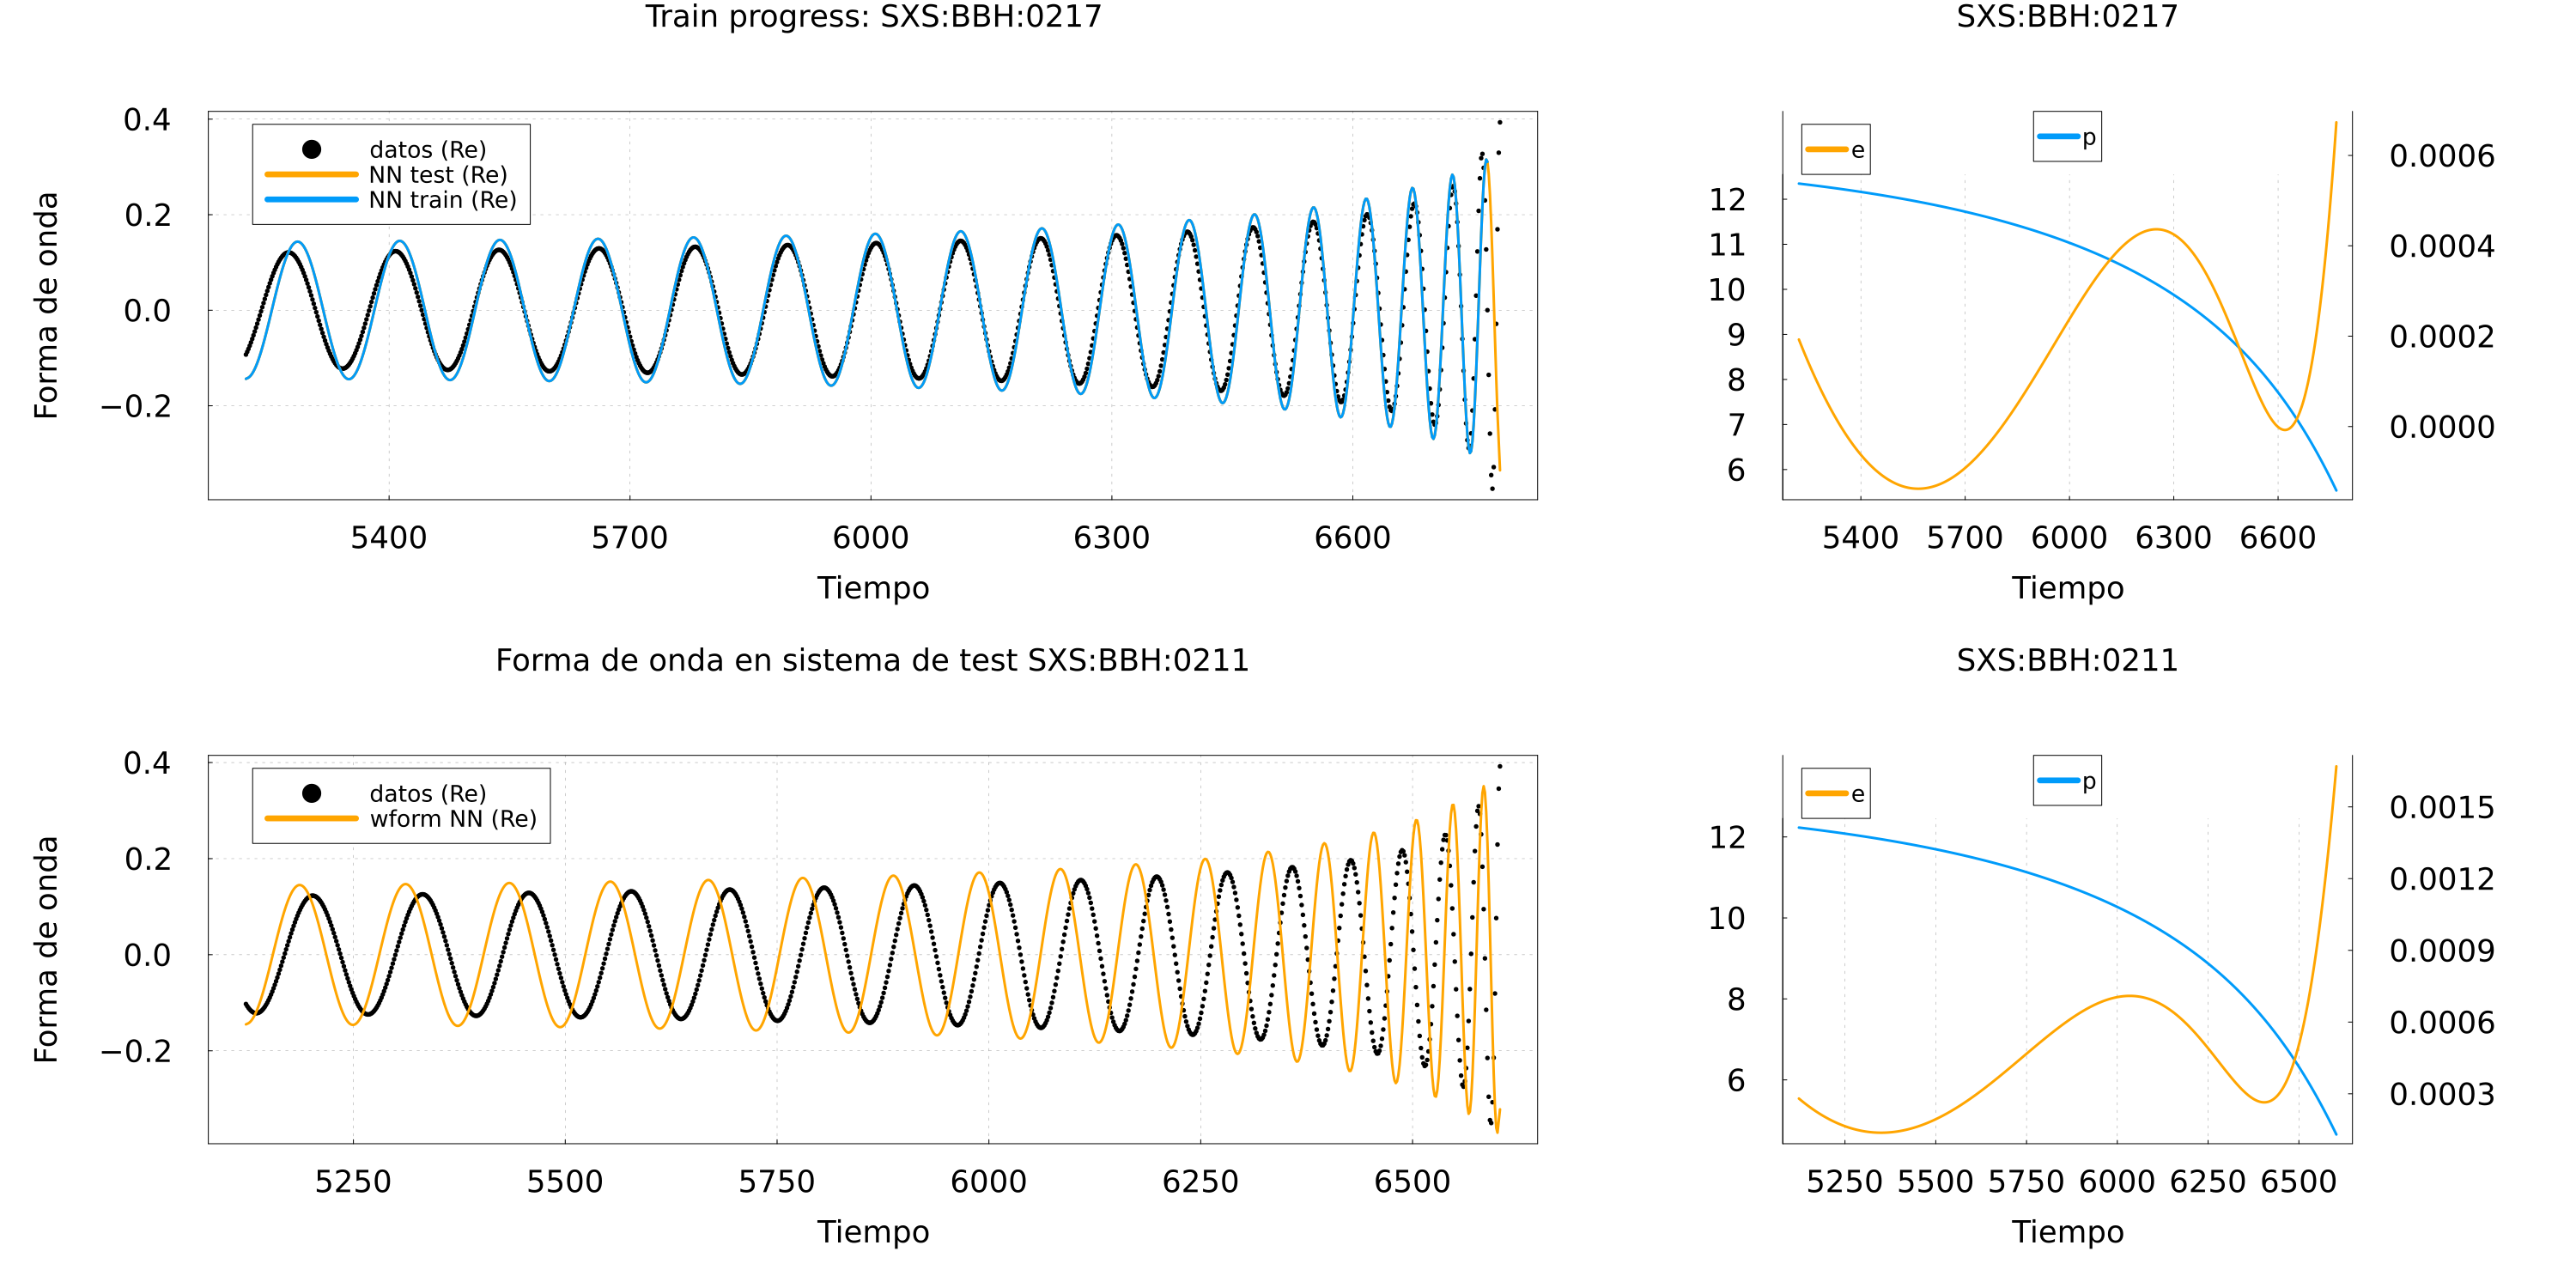 Train progress: SXS:BBH:0217
0.4
0.2
0.0
−0.2
Forma de onda
datos (Re)
NN test (Re)
NN train (Re)
5400 5700 6000 6300 6600
Tiempo
SXS:BBH:0217
e
p
12
11
10
9
8
7
6
0.0006
0.0004
0.0002
0.0000
5400 5700 6000 6300 6600
Tiempo
Forma de onda en sistema de test SXS:BBH:0211
0.4
0.2
0.0
−0.2
Forma de onda
datos (Re)
wform NN (Re)
5250 5500 5750 6000 6250 6500
Tiempo
SXS:BBH:0211
e
p
12
10
8
6
0.0015
0.0012
0.0009
0.0006
0.0003
5250 5500 5750 6000 6250 6500
Tiempo